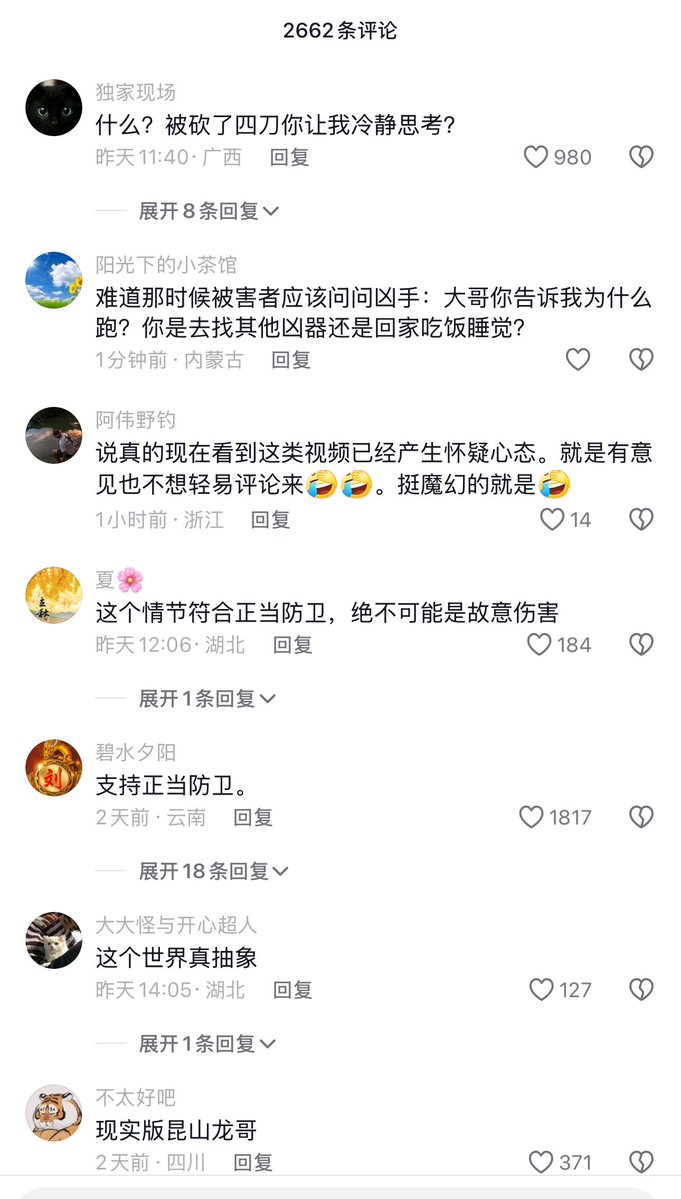 2662条评论
独家现场
什么？被砍了四刀你让我冷静思考？
昨天11:40·广西 回复 980
展开8条回复
阳光下的小茶馆
难道那时候被害者应该问问凶手：大哥你告诉我为什么
跑？你是去找其他凶器还是回家吃饭睡觉？
1分钟前·内蒙古 回复
阿伟野钓
说真的现在看到这类视频已经产生怀疑心态。就是有意
见也不想轻易评论来🤣🤣。挺魔幻的就是🤣
1小时前·浙江 回复 14
夏🌸
立秋
这个情节符合正当防卫，绝不可能是故意伤害
昨天12:06·湖北 回复 184
展开1条回复
碧水夕阳
刘
支持正当防卫。
2天前·云南 回复 1817
展开18条回复
大大怪与开心超人
这个世界真抽象
昨天14:05·湖北 回复 127
展开1条回复
不太好吧
现实版昆山龙哥
2天前·四川 回复 371